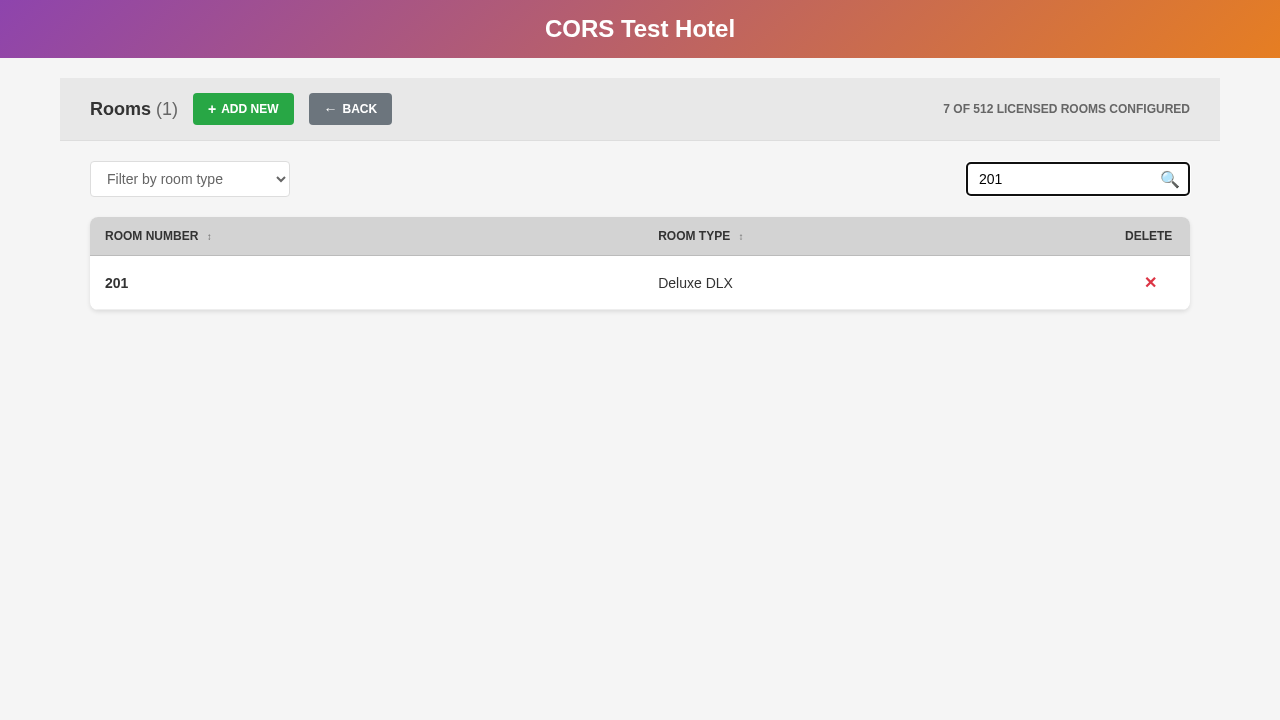 CORS Test Hotel
Rooms (1)
+ ADD NEW
← BACK
7 OF 512 LICENSED ROOMS CONFIGURED
Filter by room type
201
ROOM NUMBER ↕
ROOM TYPE ↕
DELETE
201
Deluxe DLX
✕